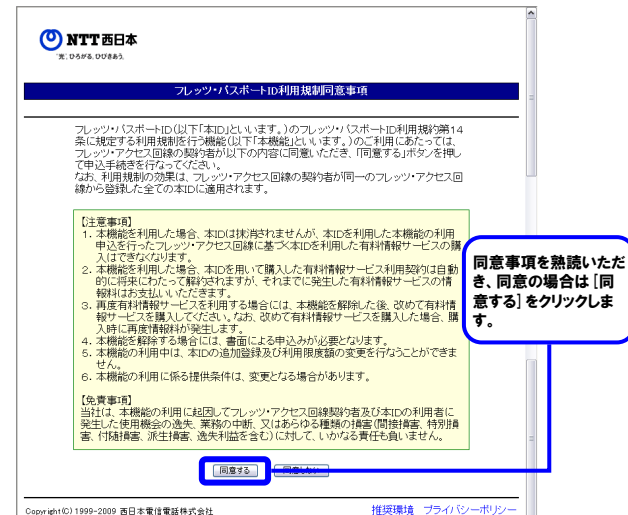 NTT西日本
光、ひろがる、ひびきあう。
フレッツ・パスポートID利用規制同意事項
フレッツ・パスポートID(以下「本ID」といいます。)のフレッツ・パスポートID利用規約第14
条に規定する利用規制を行う機能(以下「本機能」といいます。)のご利用にあたっては、
フレッツ・アクセス回線の契約者が以下の内容に同意いただき、「同意する」ボタンを押し
て申込手続きを行なってください。
なお、利用規制の効果は、フレッツ・アクセス回線の契約者が同一のフレッツ・アクセス回
線から登録した全ての本IDに適用されます。
【注意事項】
1. 本機能を利用した場合、本IDは抹消されませんが、本IDを利用した本機能の利用
申込を行ったフレッツ・アクセス回線に基づく本IDを利用した有料情報サービスの購
入はできなくなります。
2. 本機能を利用した場合、本IDを用いて購入した有料情報サービス利用契約は自動
的に将来にわたって解約されますが、それまでに発生した有料情報サービスの情
報料はお支払いいただきます。
3. 再度有料情報サービスを利用する場合には、本機能を解除した後、改めて有料情
報サービスを購入してください。なお、改めて有料情報サービスを購入した場合、購
入時に再度情報料が発生します。
4. 本機能を解除する場合には、書面による申込みが必要となります。
5. 本機能の利用中は、本IDの追加登録及び利用限度額の変更を行なうことができま
せん。
6. 本機能の利用に係る提供条件は、変更となる場合があります。
【免責事項】
当社は、本機能の利用に起因してフレッツ・アクセス回線契約者及び本IDの利用者に
発生した使用機会の逸失、業務の中断、又はあらゆる種類の損害(間接損害、特別損
害、付随損害、派生損害、逸失利益を含む)に対して、いかなる責任も負いません。
同意する 同意しない
Copyright(C) 1999-2009 西日本電信電話株式会社
推奨環境 プライバシーポリシー
同意事項を熟読いただ
き、同意の場合は [同
意する] をクリックしま
す。